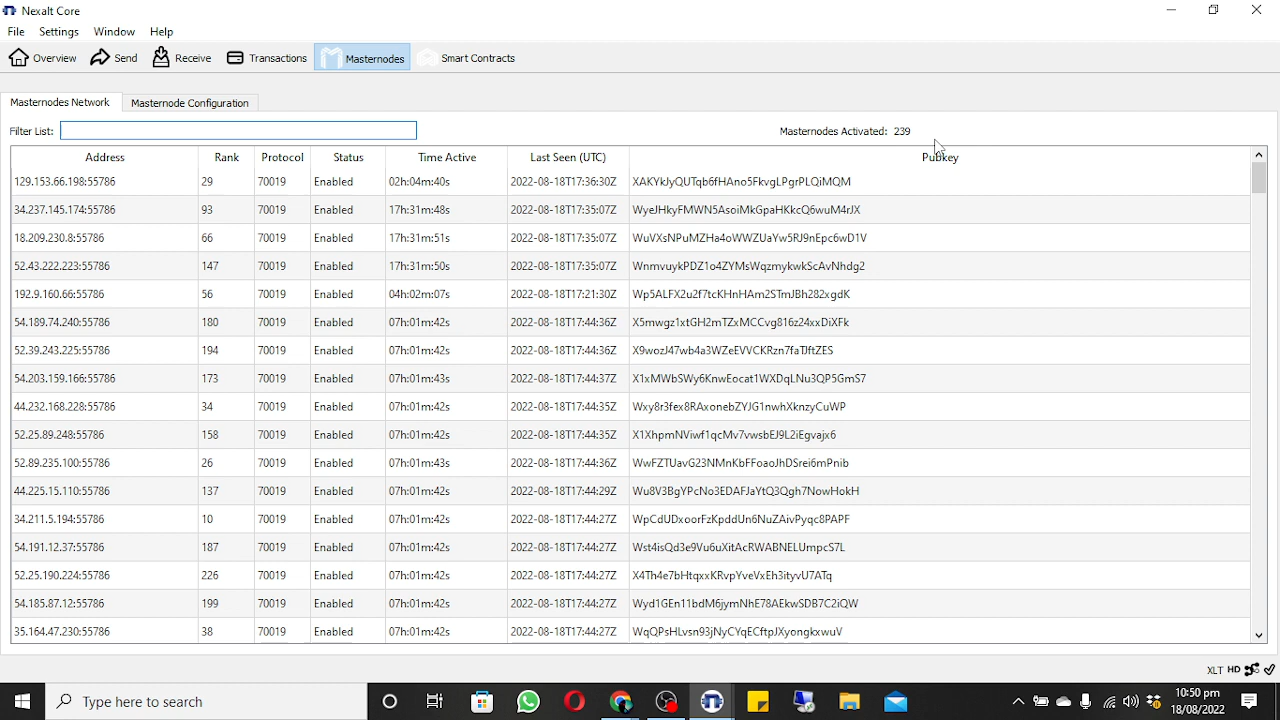 Nexalt Core
File Settings Window Help
Overview Send Receive Transactions Masternodes Smart Contracts
Masternodes Network Masternode Configuration
Filter List: Masternodes Activated: 239
Address Rank Protocol Status Time Active Last Seen (UTC) Pubkey
129.153.66.198:55786 29 70019 Enabled 02h:04m:40s 2022-08-18T17:36:30Z XAKYkJyQUTqb6fHAno5FkvgLPgrPLQiMQM
34.237.145.174:55786 93 70019 Enabled 17h:31m:48s 2022-08-18T17:35:07Z WyeJHkyFMWN5AsoiMkGpaHKkcQ6wuM4rJX
18.209.230.8:55786 66 70019 Enabled 17h:31m:51s 2022-08-18T17:35:07Z WuVXsNPuMZHa4oWWZUaYw5RJ9nEpc6wD1V
52.43.222.223:55786 147 70019 Enabled 17h:31m:50s 2022-08-18T17:35:07Z WnmvuykPDZ1o4ZYMsWqzmykwkScAvNhdg2
192.9.160.66:55786 56 70019 Enabled 04h:02m:07s 2022-08-18T17:21:30Z Wp5ALFX2u2f7tcKHnHAm2STmJBh282xgdK
54.189.74.240:55786 180 70019 Enabled 07h:01m:42s 2022-08-18T17:44:36Z X5mwgz1xtGH2mTZxMCCvg816z24xxDiXFk
52.39.243.225:55786 194 70019 Enabled 07h:01m:42s 2022-08-18T17:44:36Z X9wozJ47wb4a3WZeEVVCKRzn7faTJftZES
54.203.159.166:55786 173 70019 Enabled 07h:01m:43s 2022-08-18T17:44:37Z X1xMWbSWy6KnwEocat1WXDqLNu3QP5GmS7
44.232.168.228:55786 34 70019 Enabled 07h:01m:42s 2022-08-18T17:44:35Z Wxy8r3fex8RAxonebZYJG1nwhXknzyCuWP
52.25.89.248:55786 158 70019 Enabled 07h:01m:42s 2022-08-18T17:44:35Z X1XhpmNViwf1qcMv7vwsbEJ9L2iEgvajx6
52.89.235.100:55786 26 70019 Enabled 07h:01m:43s 2022-08-18T17:44:36Z WwFZTUavG23NMnKbFFoaoJhDSrei6mPnib
44.225.15.110:55786 137 70019 Enabled 07h:01m:42s 2022-08-18T17:44:29Z Wu8V3BgYPcNo3EDAFJaYtQ3Qgh7NowHokH
34.211.5.194:55786 10 70019 Enabled 07h:01m:42s 2022-08-18T17:44:27Z WpCdUDxoorFzKpddUn6NuZAivPyqc8PAPF
54.191.12.37:55786 187 70019 Enabled 07h:01m:42s 2022-08-18T17:44:27Z Wst4isQd3e9Vu6uXitAcRWABNELUmpcS7L
52.25.190.224:55786 226 70019 Enabled 07h:01m:42s 2022-08-18T17:44:27Z X4Th4e7bHtqxxKRvpYveVxEh3ityvU7ATq
54.185.87.12:55786 199 70019 Enabled 07h:01m:42s 2022-08-18T17:44:27Z Wyd1GEn11bdM6jymNhE78AEkwSDB7C2iQW
35.164.47.230:55786 38 70019 Enabled 07h:01m:42s 2022-08-18T17:44:27Z WqQPsHLvsn93jNyCYqECftpJXyongkxwuV
XLT HD
Type here to search 10:50 pm
18/08/2022